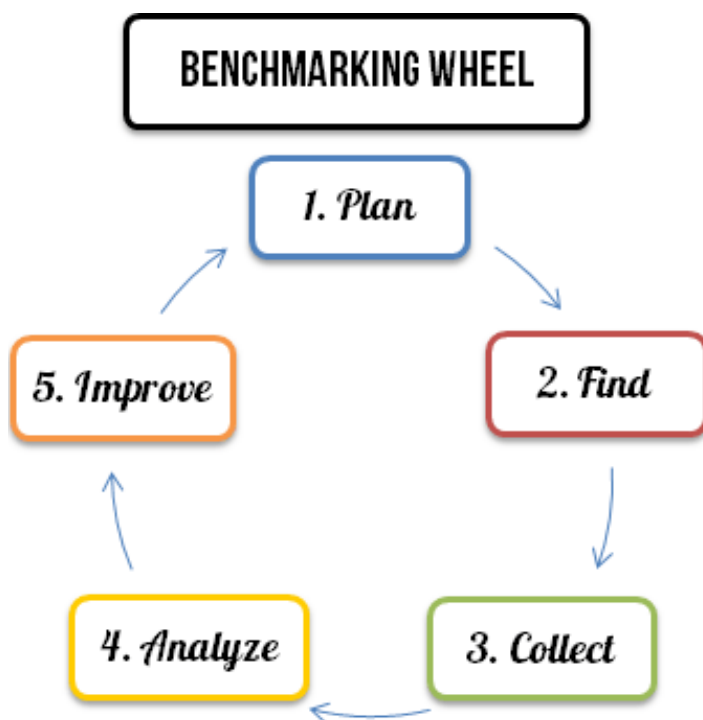 BENCHMARKING WHEEL
1. Plan
2. Find
3. Collect
4. Analyze
5. Improve